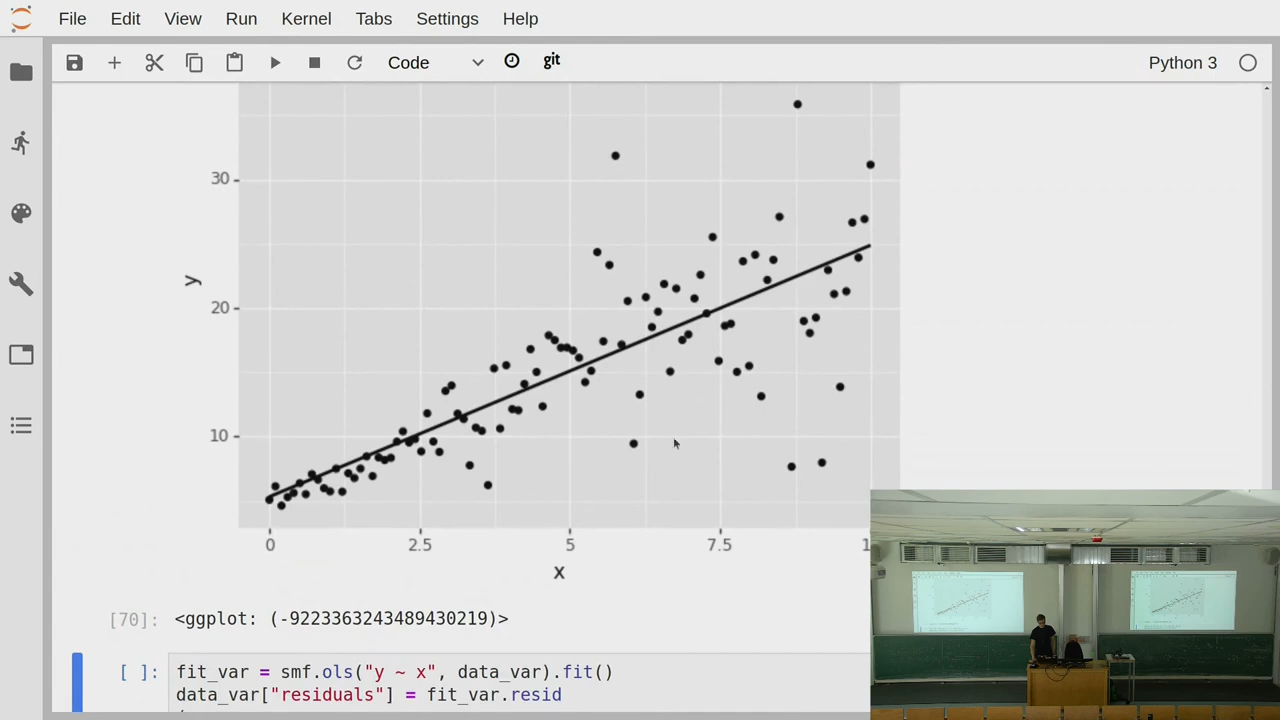 File Edit View Run Kernel Tabs Settings Help
Code git Python 3
30
20
10
y
0 2.5 5 7.5
x
[70]: <ggplot: (-9223363243489430219)>
[ ]: fit_var = smf.ols("y ~ x", data_var).fit()
data_var["residuals"] = fit_var.resid